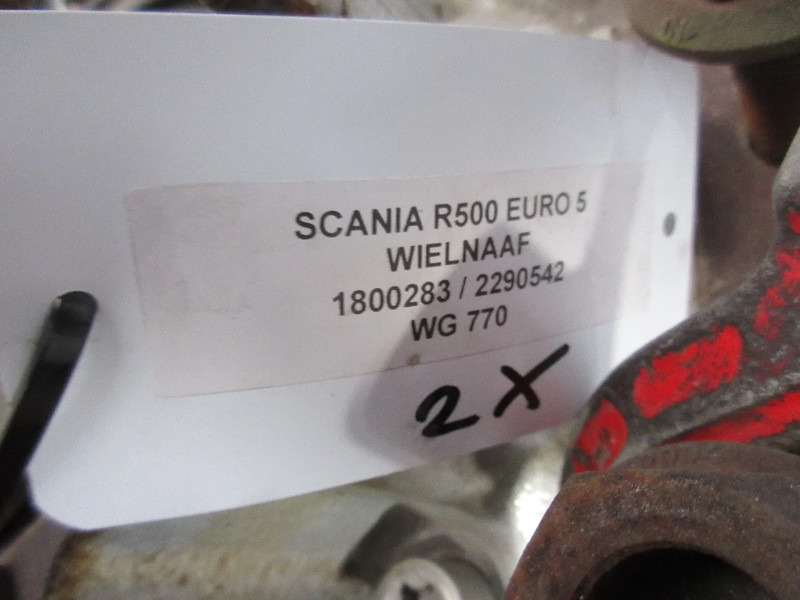 SCANIA R500 EURO 5
WIELNAAF
1800283 / 2290542
WG 770
2X